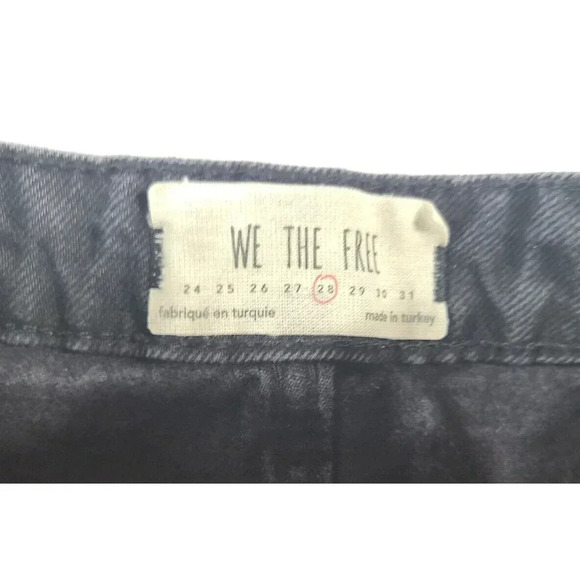 WE THE FREE
24 25 26 27 28 29 30 31
fabriqué en turquie made in turkey